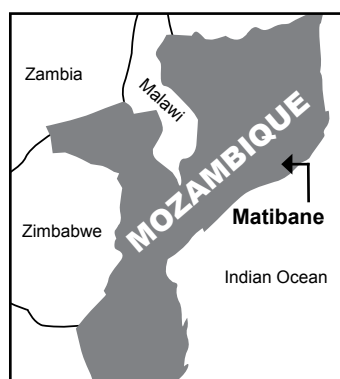 Zambia
Malawi
MOZAMBIQUE
Matibane
Zimbabwe
Indian Ocean